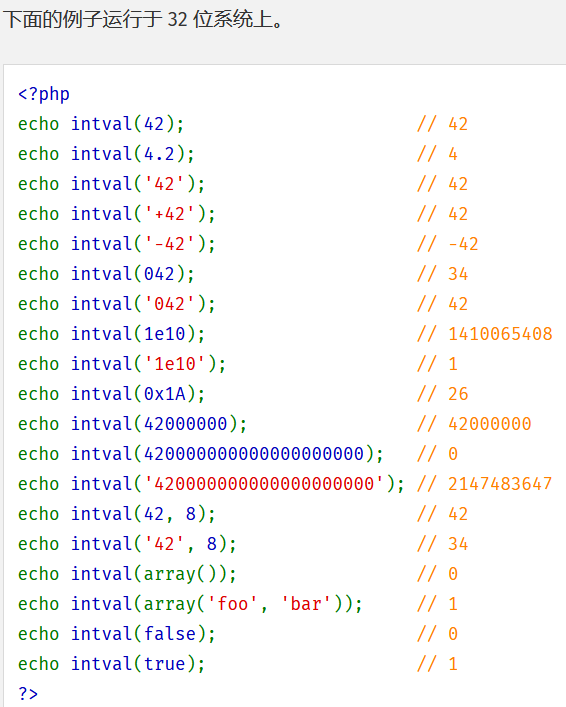 下面的例子运行于 32 位系统上。
<?php
echo intval(42);                      // 42
echo intval(4.2);                     // 4
echo intval('42');                    // 42
echo intval('+42');                   // 42
echo intval('-42');                   // -42
echo intval(042);                     // 34
echo intval('042');                   // 42
echo intval(1e10);                    // 1410065408
echo intval('1e10');                  // 1
echo intval(0x1A);                    // 26
echo intval(42000000);                // 42000000
echo intval(420000000000000000000);   // 0
echo intval('420000000000000000000'); // 2147483647
echo intval(42, 8);                   // 42
echo intval('42', 8);                 // 34
echo intval(array());                 // 0
echo intval(array('foo', 'bar'));     // 1
echo intval(false);                   // 0
echo intval(true);                    // 1
?>